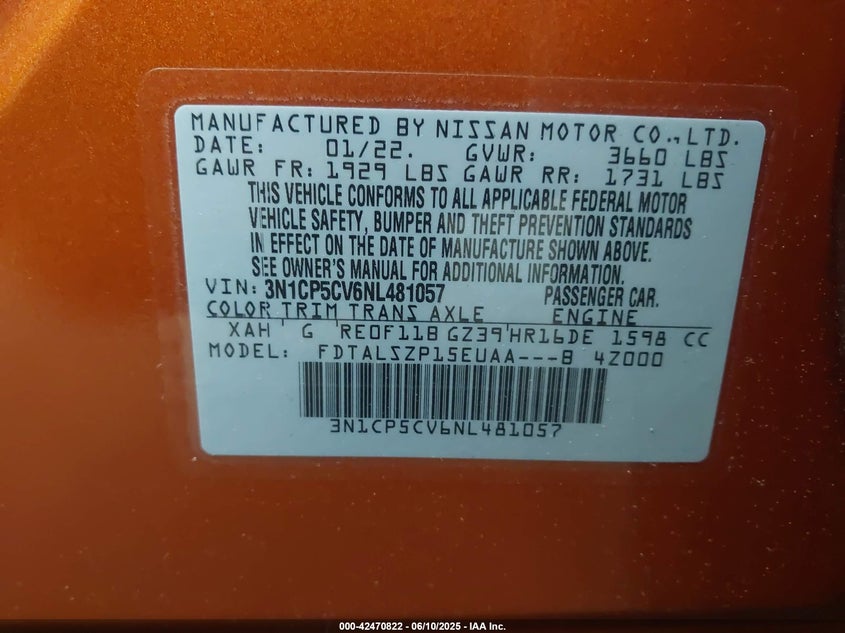 MANUFACTURED BY NISSAN MOTOR CO.,LTD.
DATE: 01/22. GVWR: 3660 LBS
GAWR FR: 1929 LBS GAWR RR: 1731 LBS
THIS VEHICLE CONFORMS TO ALL APPLICABLE FEDERAL MOTOR
VEHICLE SAFETY, BUMPER AND THEFT PREVENTION STANDARDS
IN EFFECT ON THE DATE OF MANUFACTURE SHOWN ABOVE.
SEE OWNER'S MANUAL FOR ADDITIONAL INFORMATION.
VIN: 3N1CP5CV6NL481057 PASSENGER CAR.
COLOR TRIM TRANS AXLE ENGINE
XAH G RE0F11B GZ39 HR16DE 1598 CC
MODEL: FDTALSZP15EUAA---B 4Z000
3N1CP5CV6NL481057
000-42470822 - 06/10/2025 - IAA Inc.